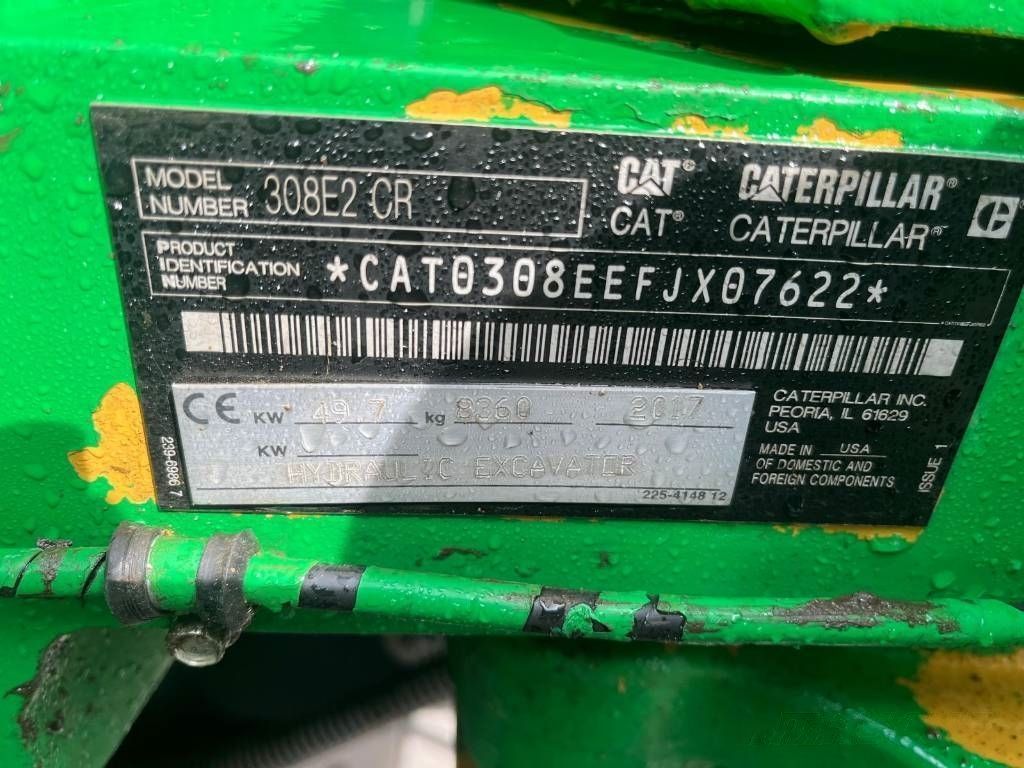 MODEL NUMBER 308E2 CR
CAT® CATERPILLAR®
CAT® CATERPILLAR®
PRODUCT IDENTIFICATION NUMBER *CAT0308EEFJX07622*
CE KW 49 7 kg 8360 2017
KW
HYDRAULIC EXCAVATER
225-4148 12
239-6986 7
CATERPILLAR INC.
PEORIA, IL 61629
USA
MADE IN USA
OF DOMESTIC AND
FOREIGN COMPONENTS
ISSUE 1